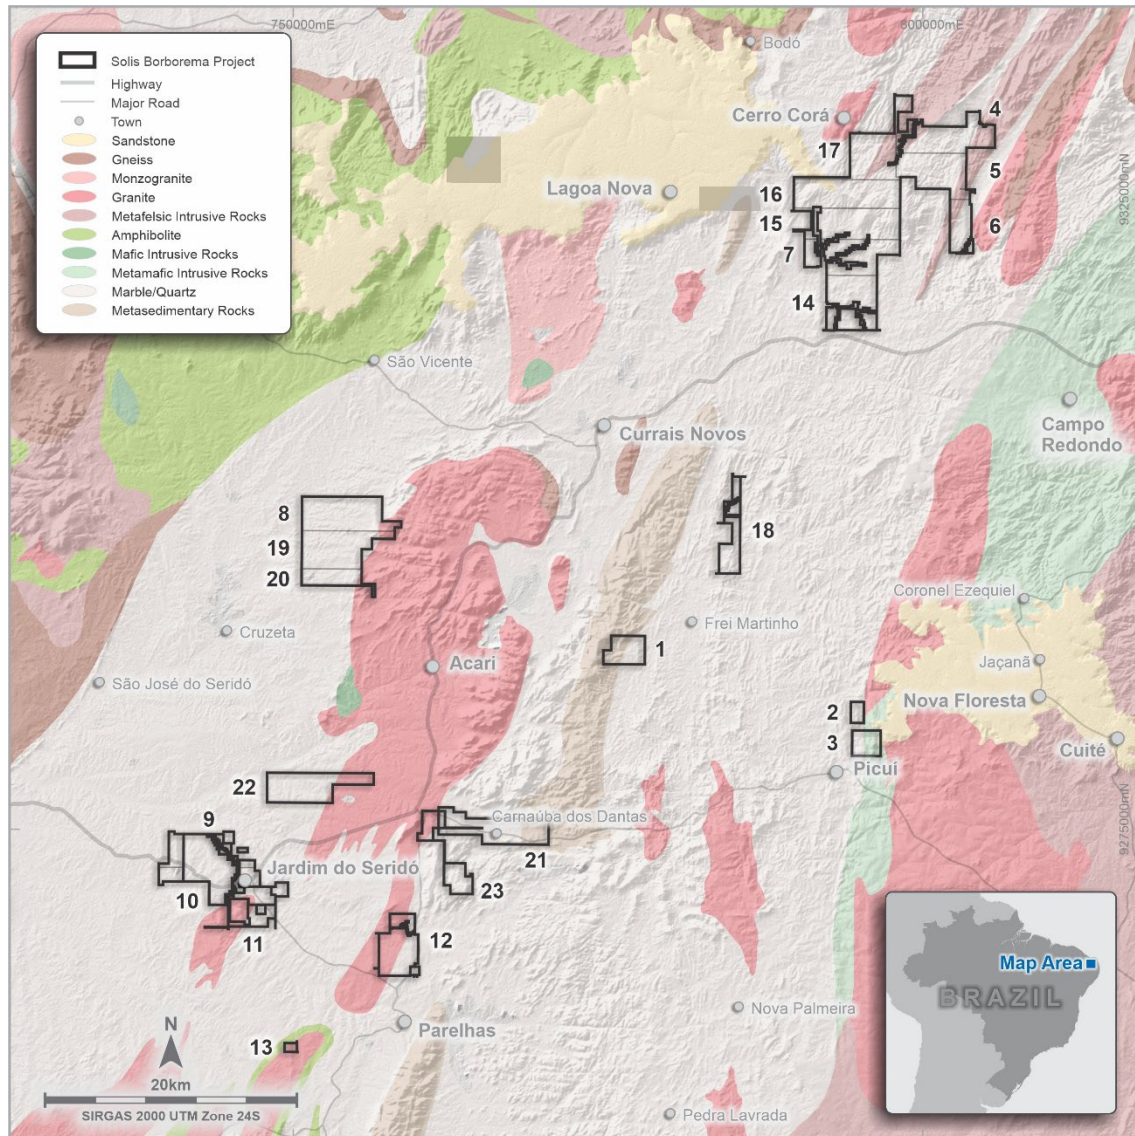 750000mE
800000mE
Solis Borborema Project
Highway
Major Road
Town
Sandstone
Gneiss
Monzogranite
Granite
Metafelsic Intrusive Rocks
Amphibolite
Mafic Intrusive Rocks
Metamafic Intrusive Rocks
Marble/Quartz
Metasedimentary Rocks
Bodó
Cerro Corá
4
17
5
9325000mN
16
Lagoa Nova
15
6
7
14
São Vicente
Campo
Redondo
Currais Novos
8
18
19
20
Coronel Ezequiel
Frei Martinho
Cruzeta
1
Jaçanã
Acari
São José do Seridó
Nova Floresta
2
3
Cuité
Picui
22
9275000mN
9
Carnaúba dos Dantas
21
Jardim do Seridó
23
10
11
12
Map Area
BRAZIL
Nova Palmeira
N
Parelhas
13
20km
SIRGAS 2000 UTM Zone 24S
Pedra Lavrada